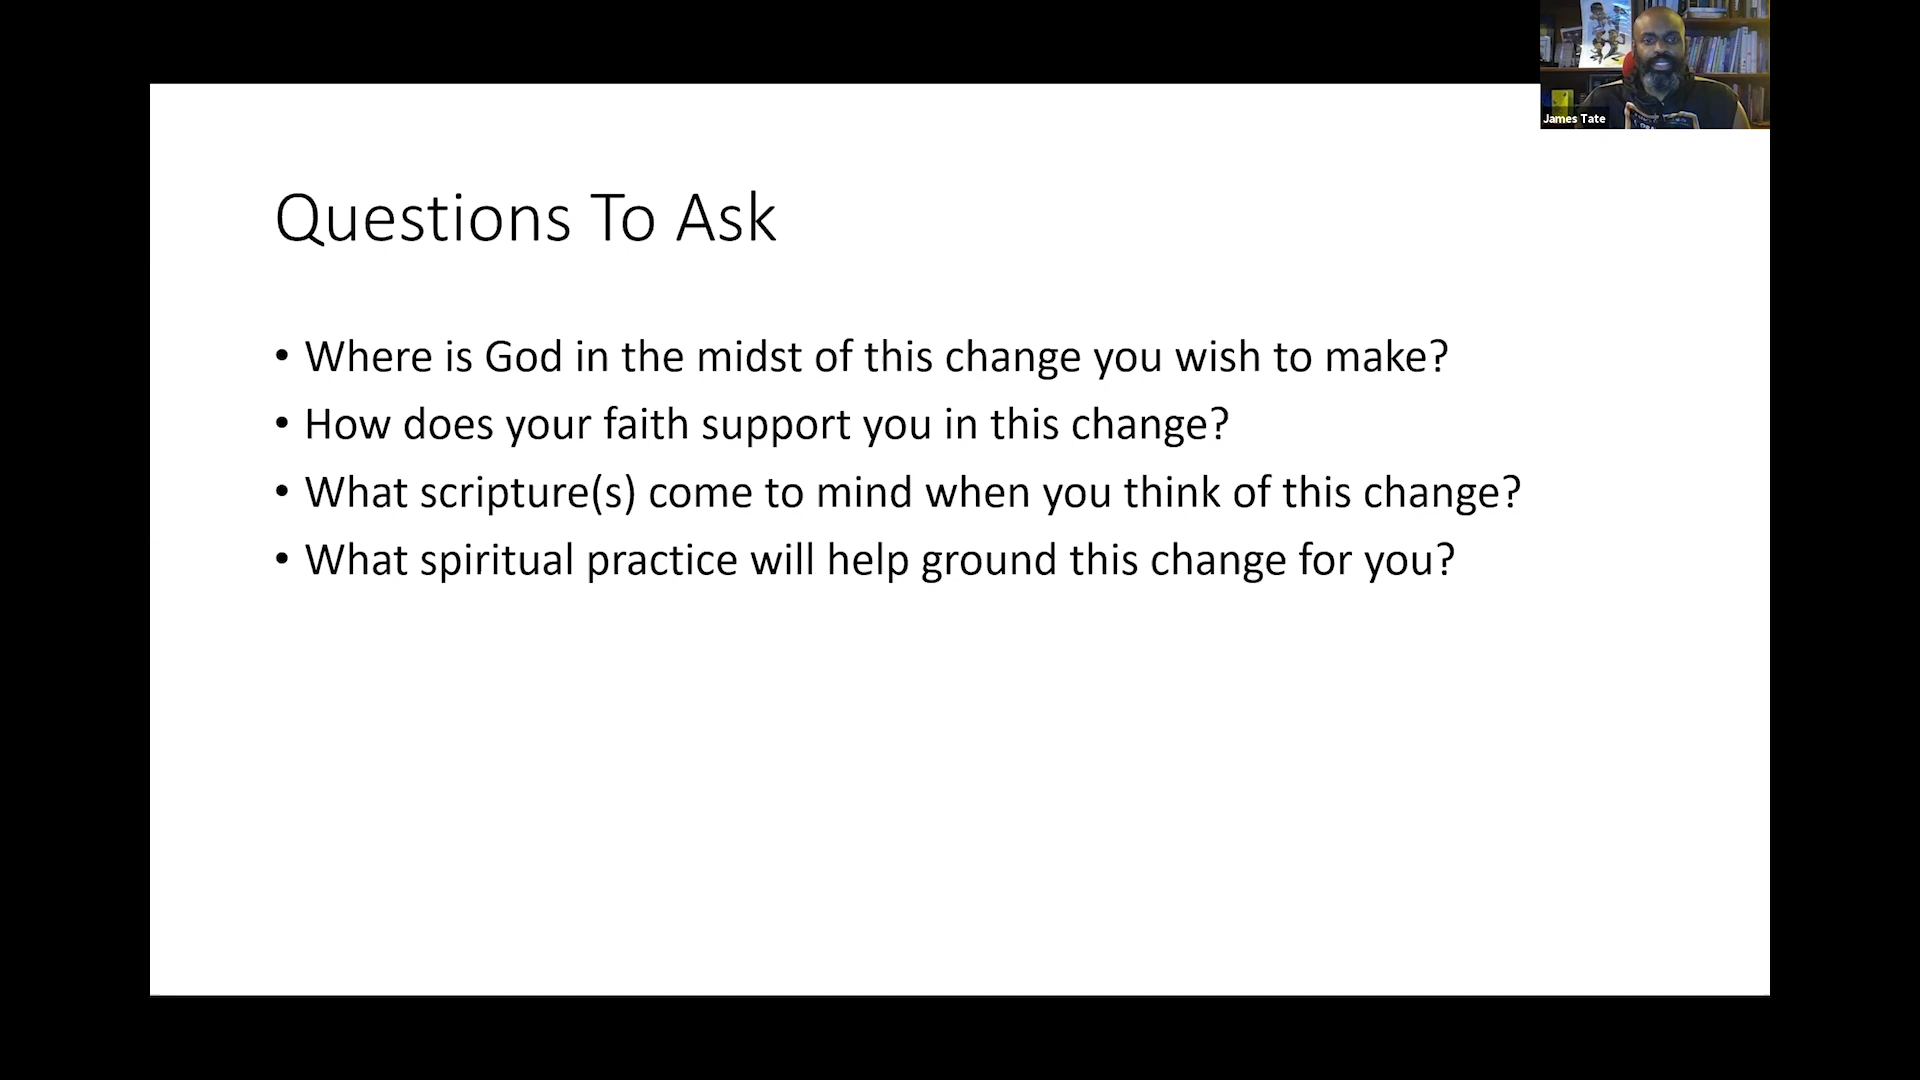 James Tate
Questions To Ask
• Where is God in the midst of this change you wish to make?
• How does your faith support you in this change?
• What scripture(s) come to mind when you think of this change?
• What spiritual practice will help ground this change for you?